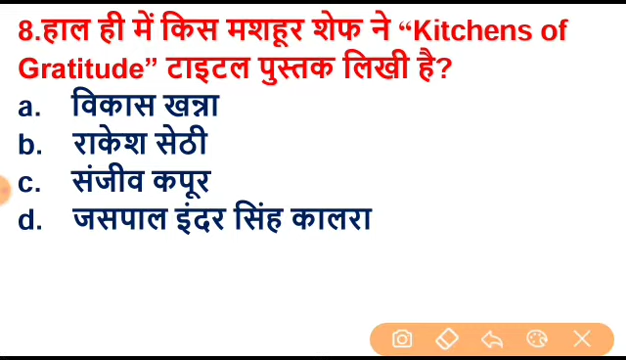 8.हाल ही में किस मशहूर शेफ ने “Kitchens of
Gratitude” टाइटल पुस्तक लिखी है?
a. विकास खन्ना
b. राकेश सेठी
c. संजीव कपूर
d. जसपाल इंदर सिंह कालरा